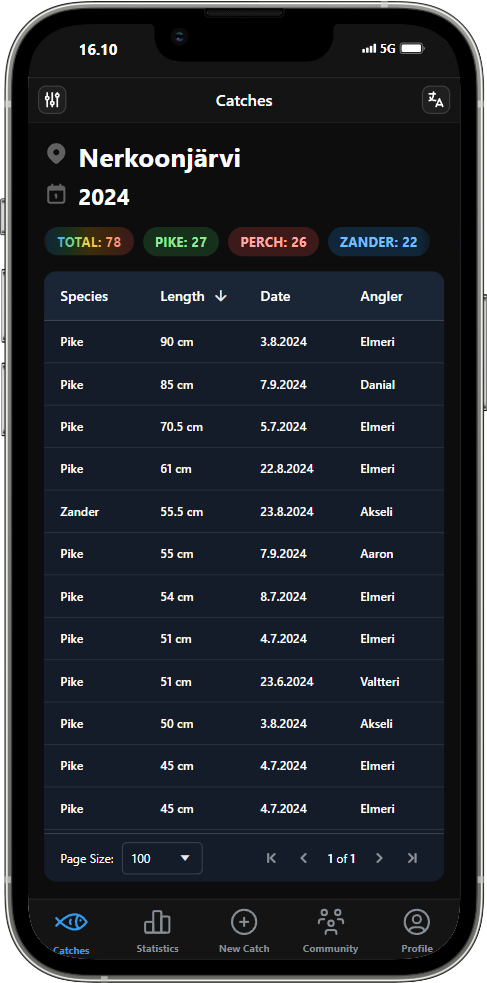 16.10 5G
Catches
Nerkoonjärvi
2024
TOTAL: 78 PIKE: 27 PERCH: 26 ZANDER: 22
Species Length Date Angler
Pike 90 cm 3.8.2024 Elmeri
Pike 85 cm 7.9.2024 Danial
Pike 70.5 cm 5.7.2024 Elmeri
Pike 61 cm 22.8.2024 Elmeri
Zander 55.5 cm 23.8.2024 Akseli
Pike 55 cm 7.9.2024 Aaron
Pike 54 cm 8.7.2024 Elmeri
Pike 51 cm 4.7.2024 Elmeri
Pike 51 cm 23.6.2024 Valtteri
Pike 50 cm 3.8.2024 Akseli
Pike 45 cm 4.7.2024 Elmeri
Pike 45 cm 4.7.2024 Elmeri
Page Size: 100 1 of 1
Catches Statistics New Catch Community Profile